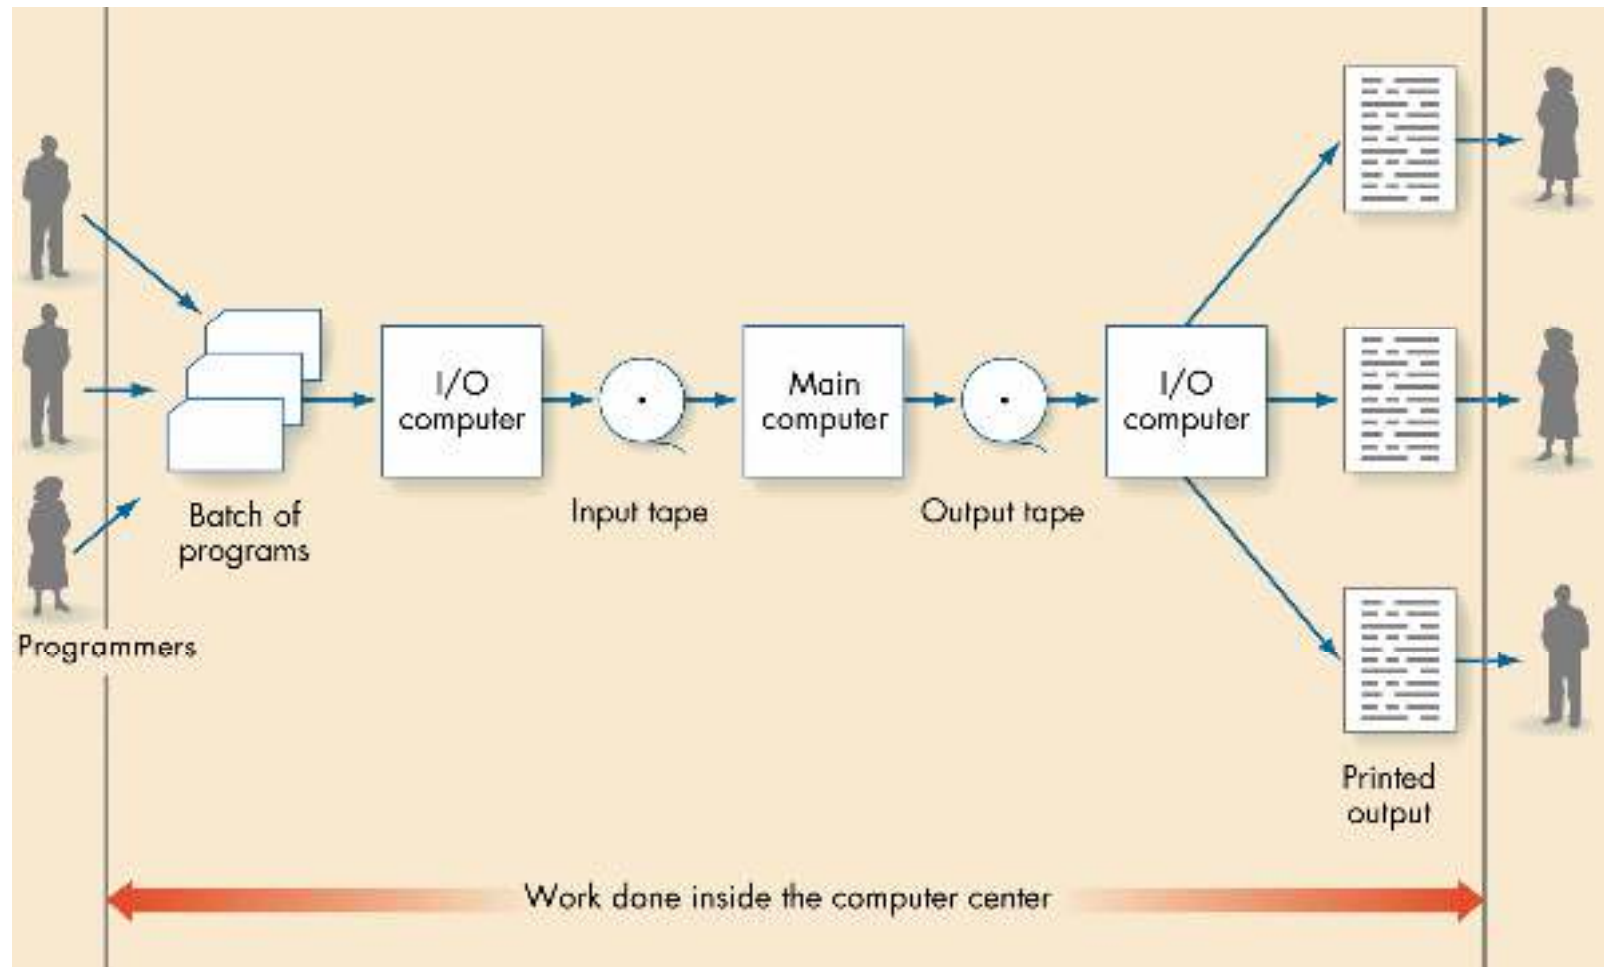 I/O
computer
Main
computer
I/O
computer
Batch of
programs
Input tape
Output tape
Programmers
Printed
output
Work done inside the computer center